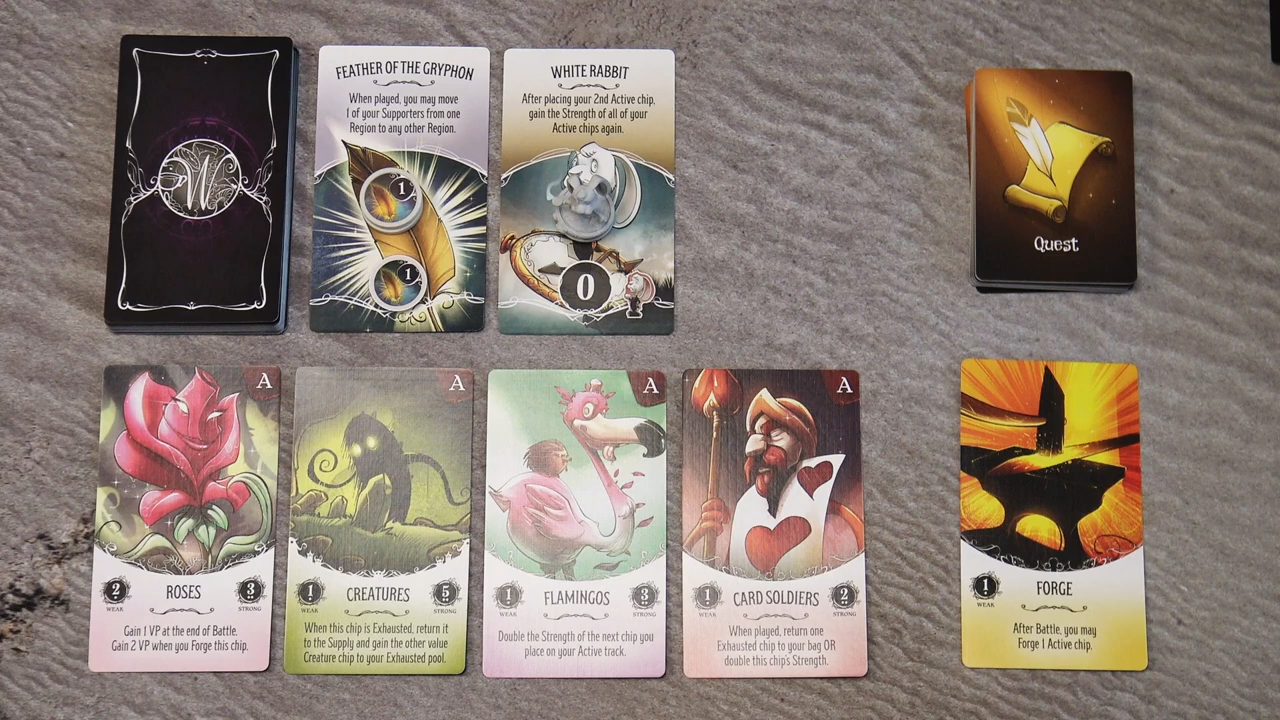 W
FEATHER OF THE GRYPHON
When played, you may move
1 of your Supporters from one
Region to any other Region.
1
1
WHITE RABBIT
After placing your 2nd Active chip,
gain the Strength of all of your
Active chips again.
0
Quest
A
2
WEAK
ROSES
3
STRONG
Gain 1 VP at the end of Battle.
Gain 2 VP when you Forge this chip.
A
1
WEAK
CREATURES
5
STRONG
When this chip is Exhausted, return it
to the Supply and gain the other value
Creature chip to your Exhausted pool.
A
1
WEAK
FLAMINGOS
3
STRONG
Double the Strength of the next chip you
place on your Active track.
A
1
WEAK
CARD SOLDIERS
2
STRONG
When played, return one
Exhausted chip to your bag OR
double this chip's Strength.
1
WEAK
FORGE
After Battle, you may
Forge 1 Active chip.